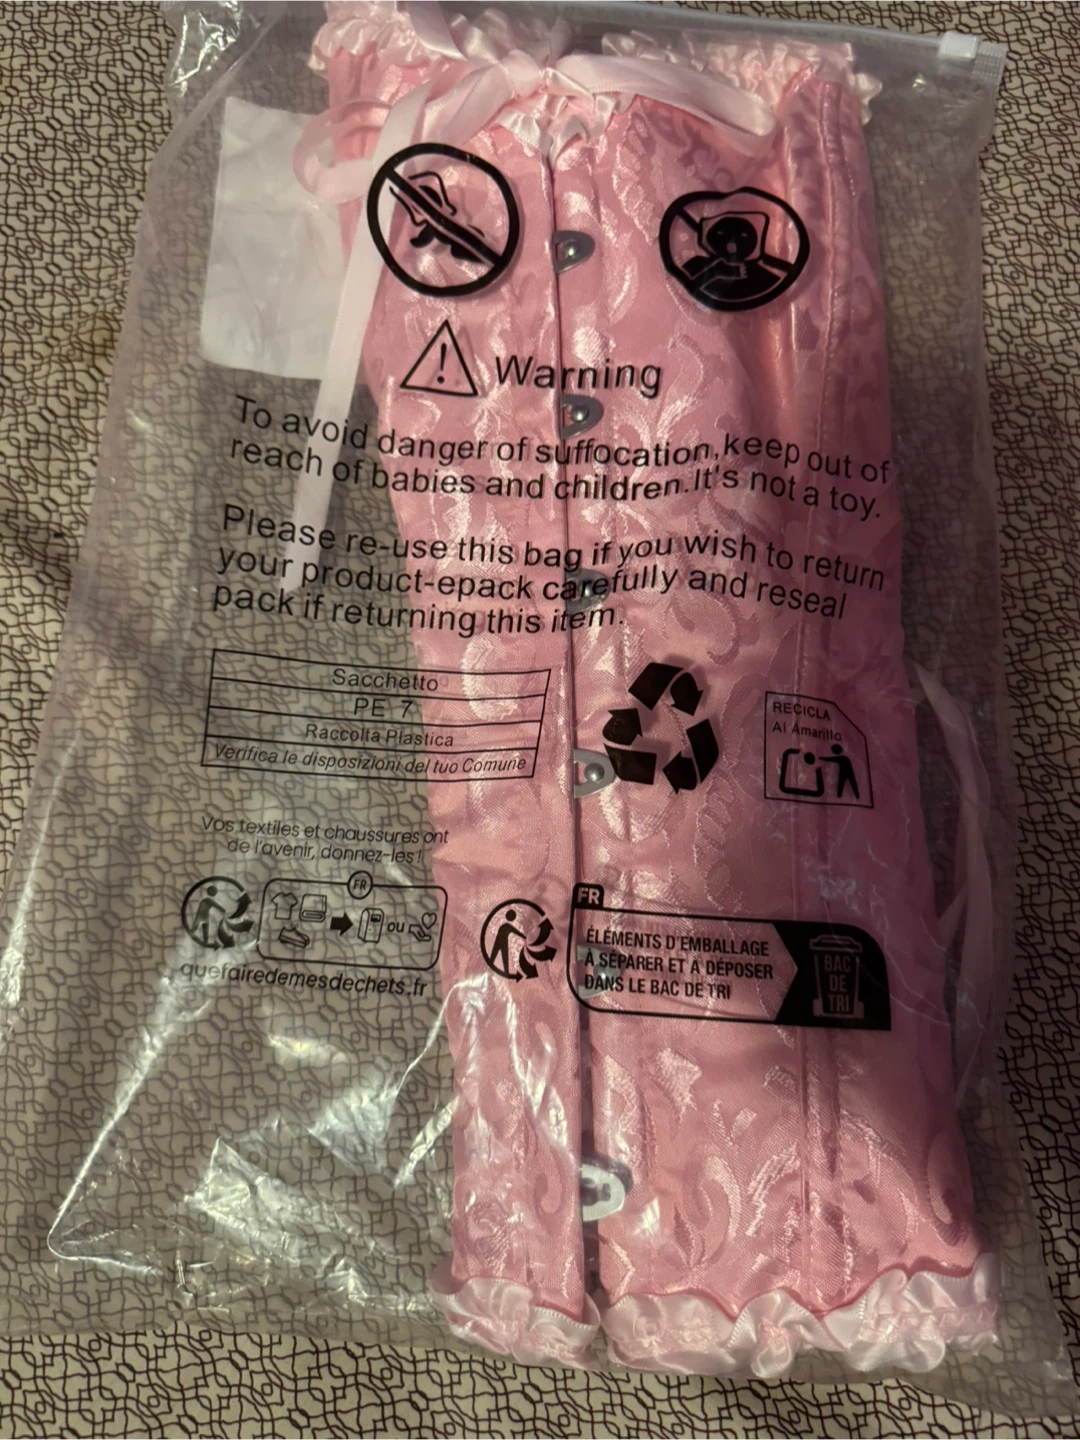 Warning
To avoid danger of suffocation,keep out of
reach of babies and children.It's not a toy.
Please re-use this bag if you wish to return
your product-epack carefully and reseal
pack if returning this item.
Sacchetto
PE 7
Raccolta Plastica
Verifica le disposizioni del tuo Comune
RECICLA
Al Amarillo
Vos textiles et chaussures ont
de l'avenir, donnez-les!
FR
ou
quefairedemesdechets.fr
FR
ÉLÉMENTS D'EMBALLAGE
À SÉPARER ET À DÉPOSER
DANS LE BAC DE TRI
BAC
DE
TRI